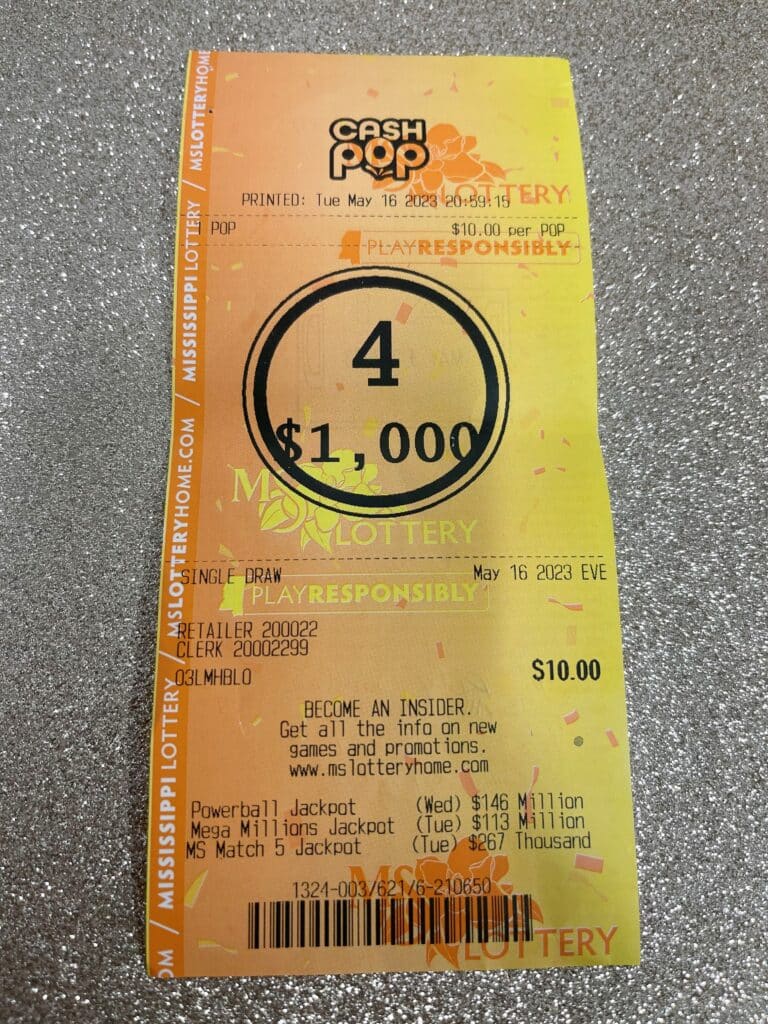 CASH
POP
MS LOTTERY
PRINTED: Tue May 16 2023 20:59:15
1 POP $10.00 per POP
PLAYRESPONSIBLY
4
$1,000
MS
LOTTERY
SINGLE DRAW May 16 2023 EVE
PLAYRESPONSIBLY
RETAILER 200022
CLERK 20002299
03LMHBLO $10.00
BECOME AN INSIDER.
Get all the info on new
games and promotions.
www.mslotteryhome.com
Powerball Jackpot (Wed) $146 Million
Mega Millions Jackpot (Tue) $113 Million
MS Match 5 Jackpot (Tue) $267 Thousand
1324-003/621/6-210650
MS LOTTERY
OM / MISSISSIPPI LOTTERY / MSLOTTERYHOME.COM / MISSISSIPPI LOTTERY / MSLOTTERYHOME